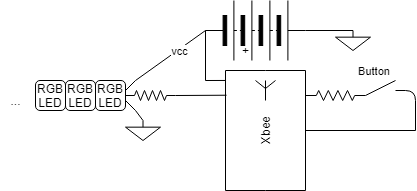 vcc
+
Button
RGB
LED
RGB
LED
RGB
LED
...
Xbee